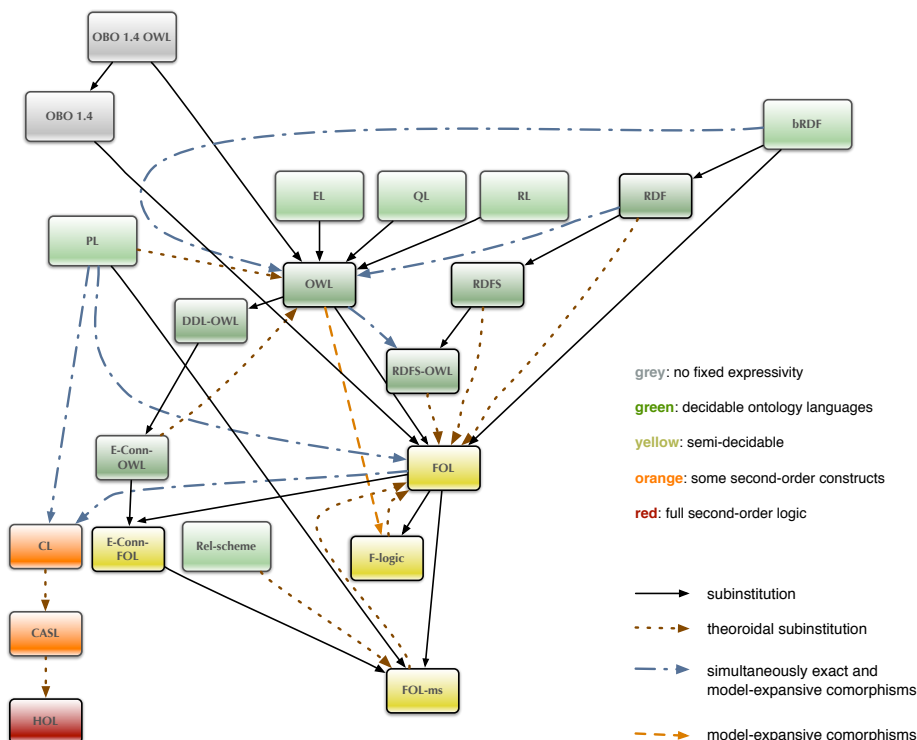 OBO 1.4 OWL
OBO 1.4
bRDF
EL
QL
RL
RDF
PL
OWL
RDFS
DDL-OWL
RDFS-OWL
grey: no fixed expressivity
green: decidable ontology languages
yellow: semi-decidable
orange: some second-order constructs
red: full second-order logic
E-Conn-
OWL
FOL
CL
E-Conn-
FOL
Rel-scheme
F-logic
CASL
FOL-ms
HOL
subinstitution
theoroidal subinstitution
simultaneously exact and
model-expansive comorphisms
model-expansive comorphisms